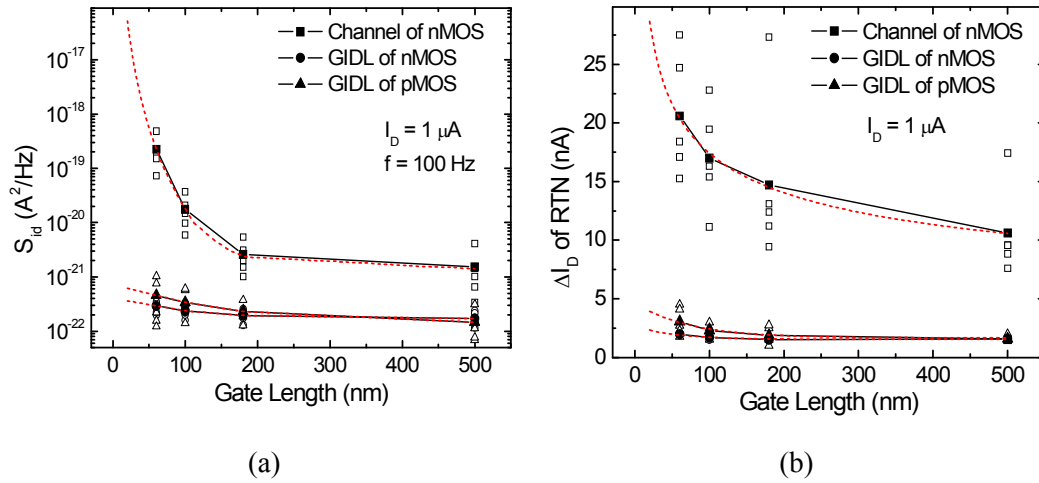 10⁻¹⁷
10⁻¹⁸
10⁻¹⁹
10⁻²⁰
10⁻²¹
10⁻²²
S_id (A²/Hz)
Channel of nMOS
GIDL of nMOS
GIDL of pMOS
I_D = 1 μA
f = 100 Hz
0 100 200 300 400 500
Gate Length (nm)
(a)
25
20
15
10
5
0
ΔI_D of RTN (nA)
Channel of nMOS
GIDL of nMOS
GIDL of pMOS
I_D = 1 μA
0 100 200 300 400 500
Gate Length (nm)
(b)